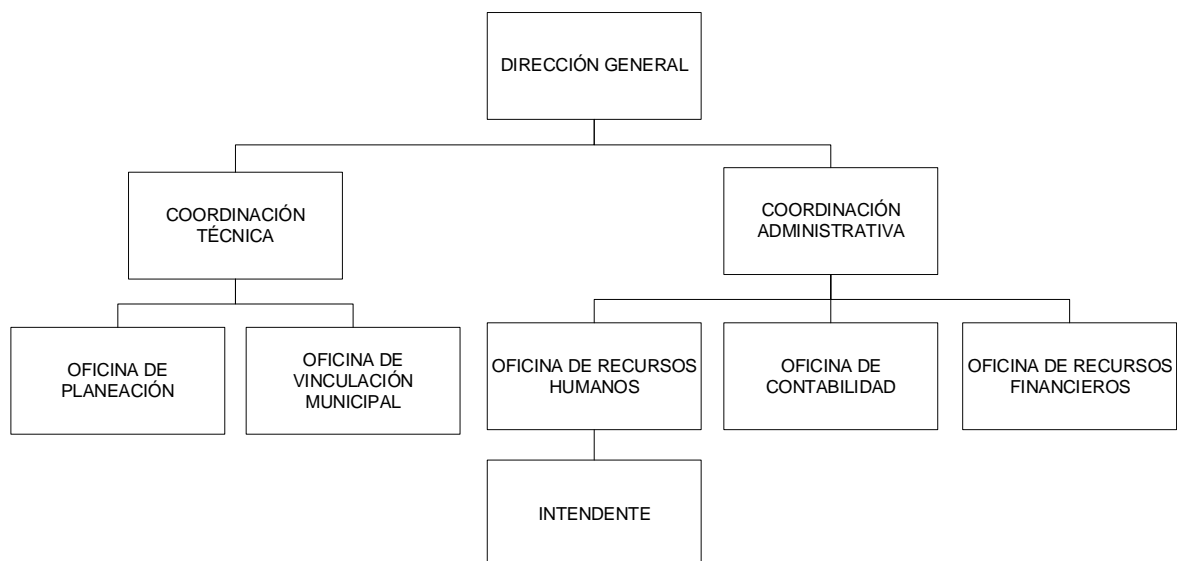 DIRECCIÓN GENERAL
COORDINACIÓN
TÉCNICA
COORDINACIÓN
ADMINISTRATIVA
OFICINA DE
PLANEACIÓN
OFICINA DE
VINCULACIÓN
MUNICIPAL
OFICINA DE RECURSOS
HUMANOS
OFICINA DE
CONTABILIDAD
OFICINA DE RECURSOS
FINANCIEROS
INTENDENTE